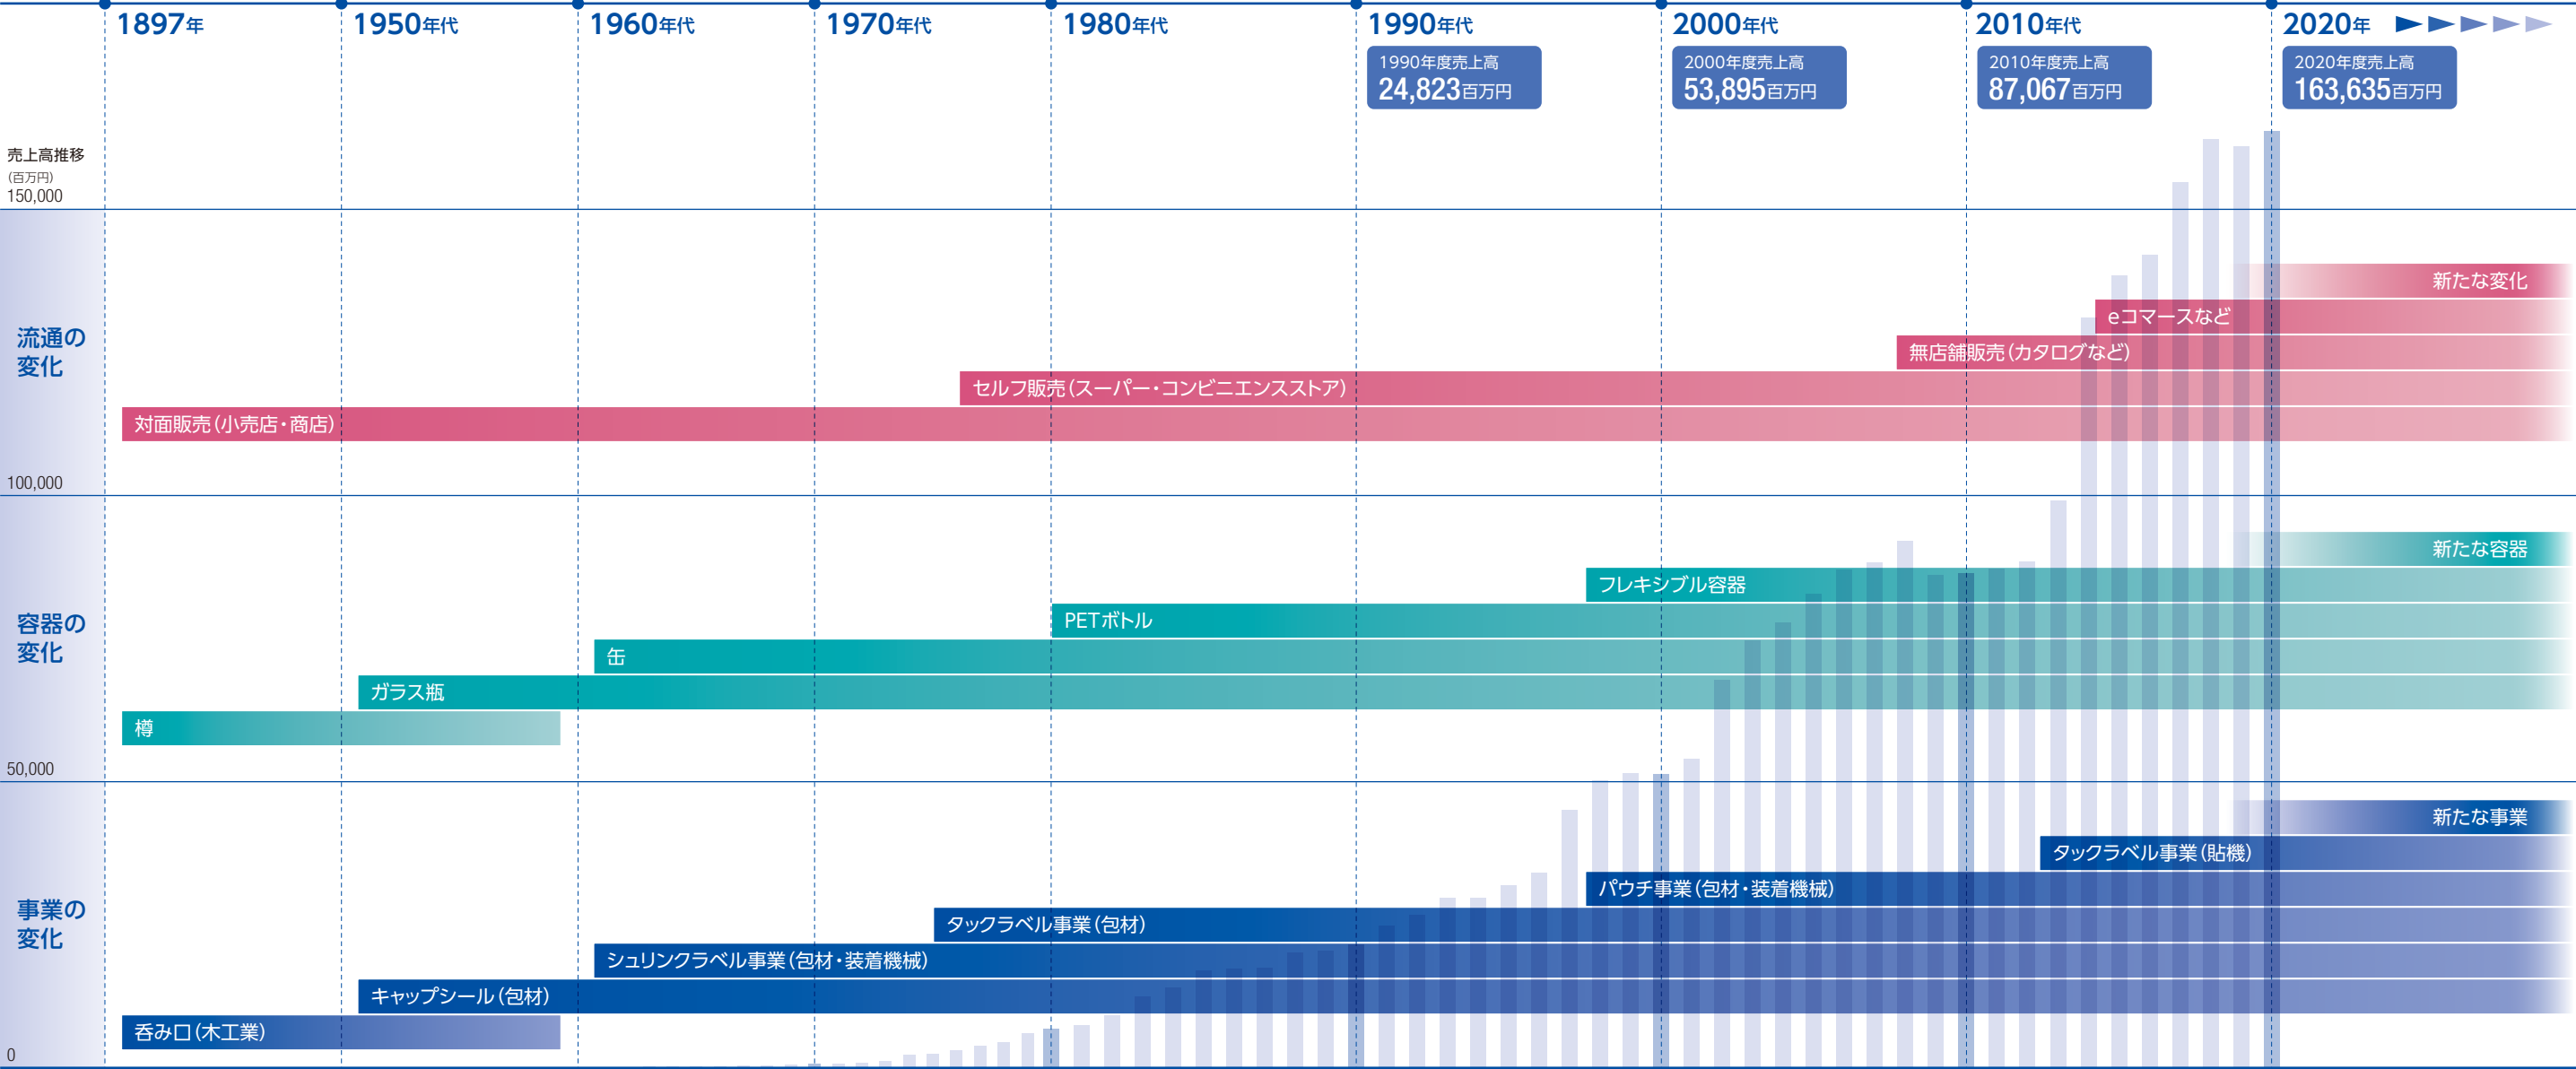 1897年
1950年代
1960年代
1970年代
1980年代
1990年代
2000年代
2010年代
2020年
1990年度売上高
24,823百万円
2000年度売上高
53,895百万円
2010年度売上高
87,067百万円
2020年度売上高
163,635百万円
売上高推移
(百万円)
150,000
流通の
変化
新たな変化
eコマースなど
無店舗販売(カタログなど)
セルフ販売(スーパー・コンビニエンスストア)
対面販売(小売店・商店)
100,000
容器の
変化
新たな容器
フレキシブル容器
PETボトル
缶
ガラス瓶
樽
50,000
事業の
変化
新たな事業
タックラベル事業(貼機)
パウチ事業(包材・装着機械)
タックラベル事業(包材)
シュリンクラベル事業(包材・装着機械)
キャップシール(包材)
呑み口(木工業)
0